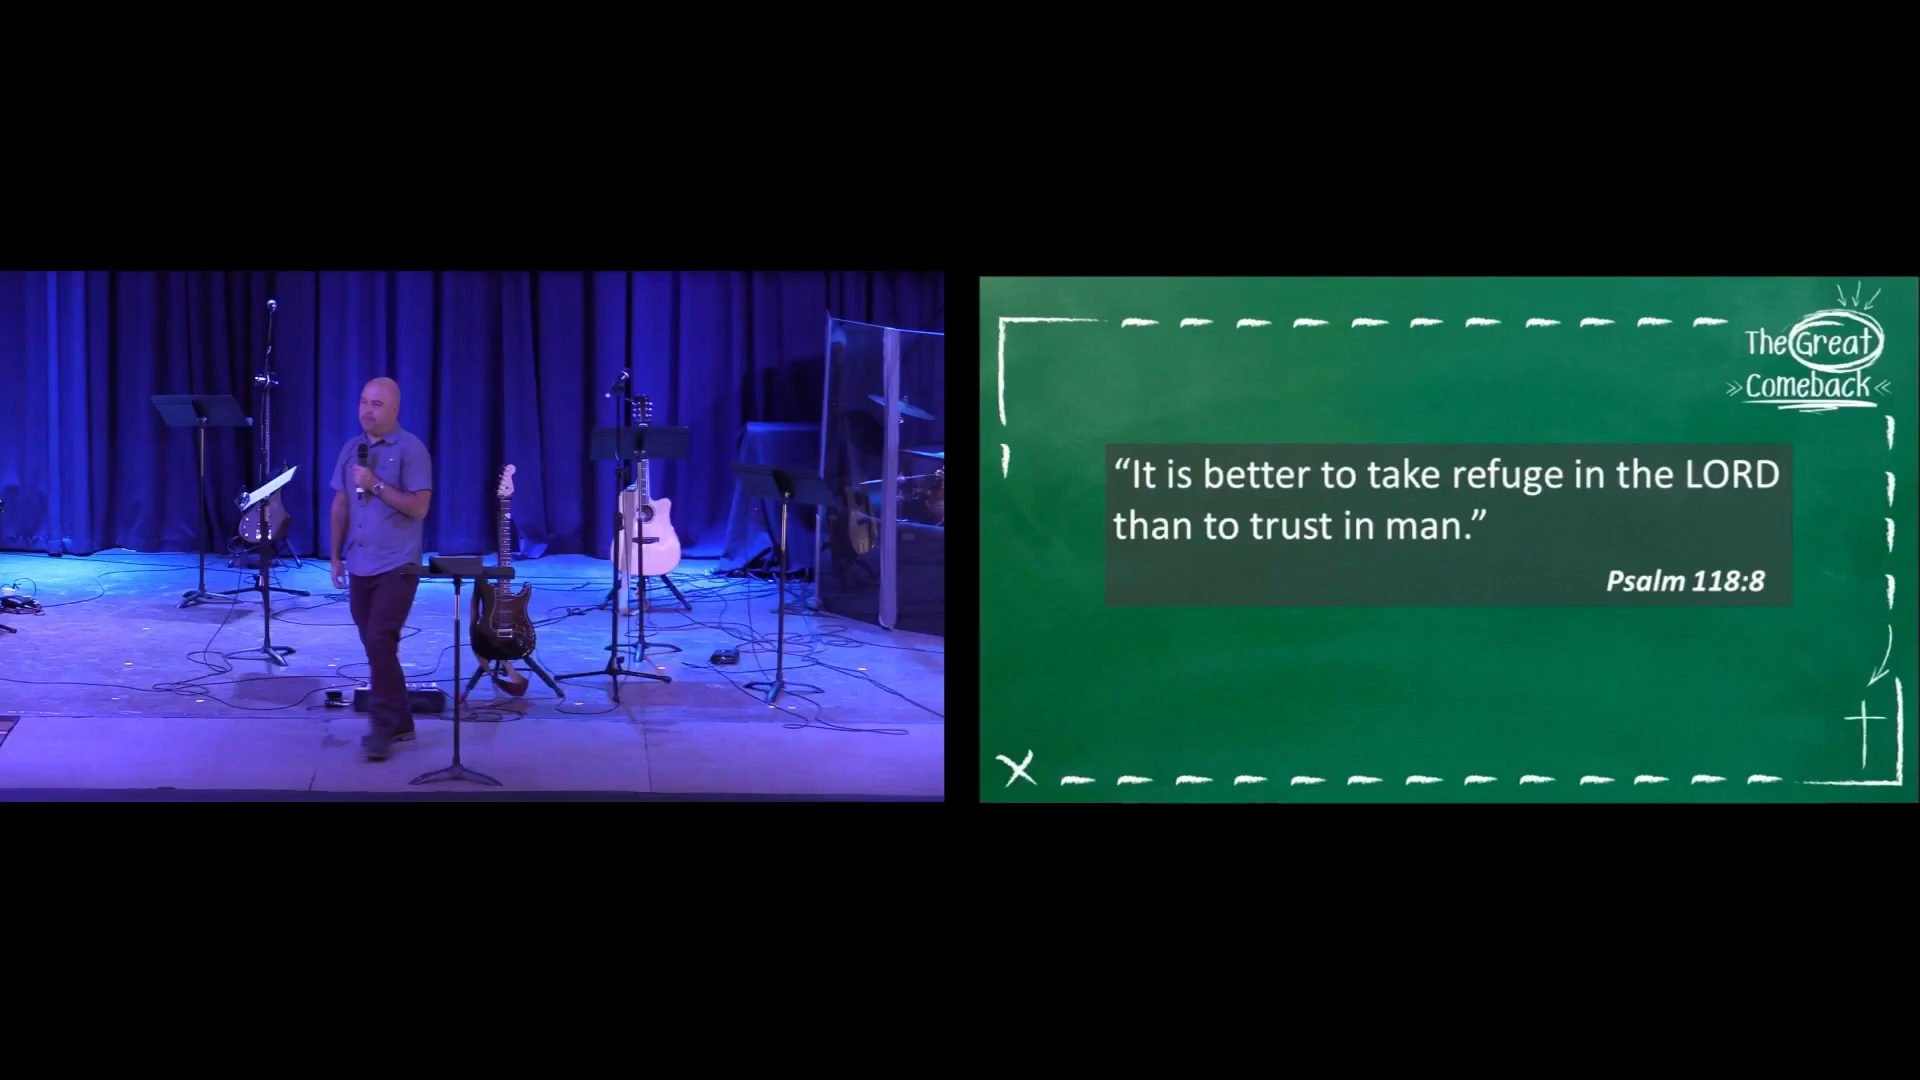 The Great
»Comeback«
“It is better to take refuge in the LORD
than to trust in man.”
Psalm 118:8